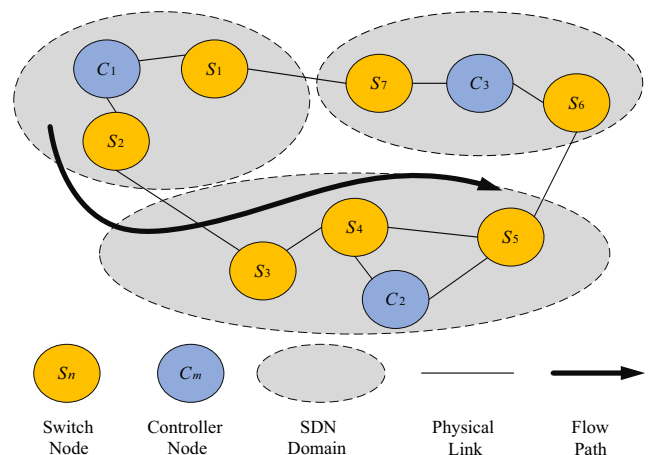 C1
S1
S7
C3
S6
S2
S4
S5
S3
C2
Sn
Cm
Switch
Node
Controller
Node
SDN
Domain
Physical
Link
Flow
Path